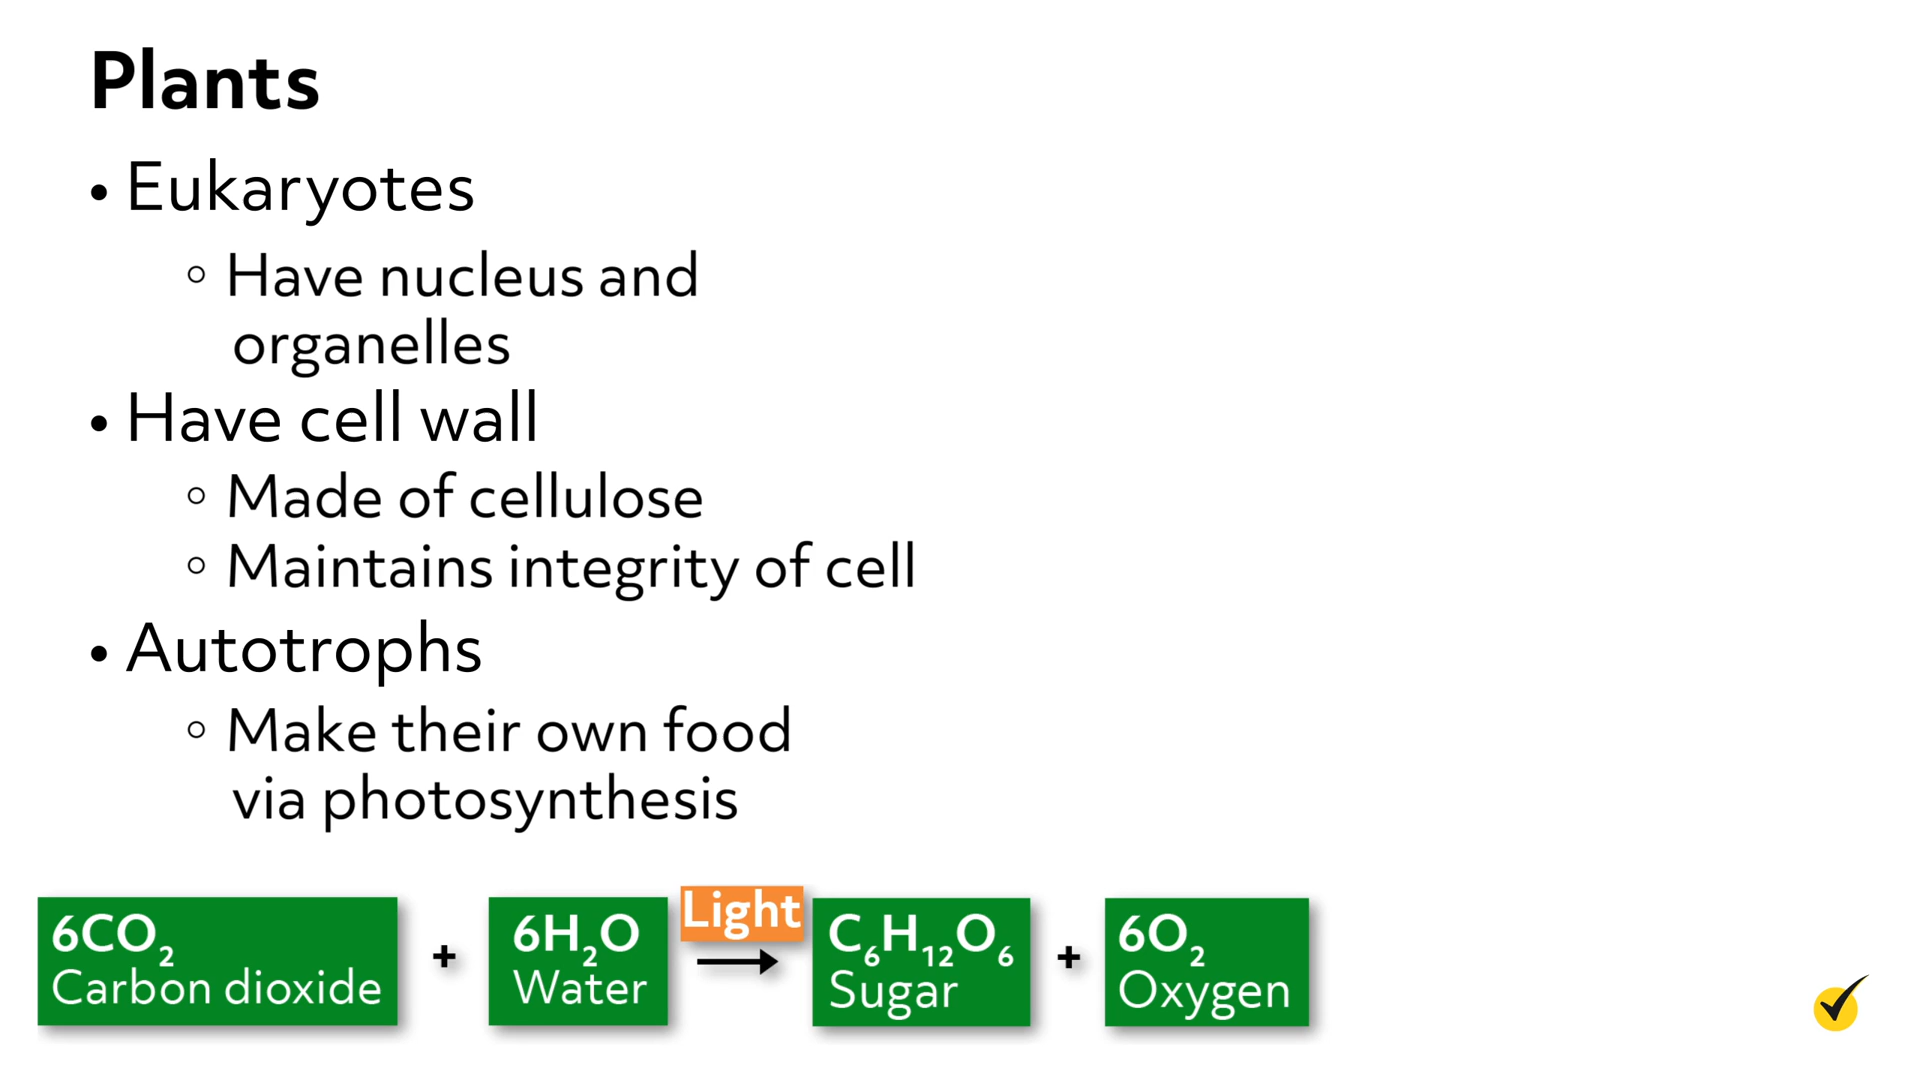 Plants
• Eukaryotes
◦ Have nucleus and
organelles
• Have cell wall
◦ Made of cellulose
◦ Maintains integrity of cell
• Autotrophs
◦ Make their own food
via photosynthesis
6CO₂ + 6H₂O Light → C₆H₁₂O₆ + 6O₂
Carbon dioxide Water Sugar Oxygen